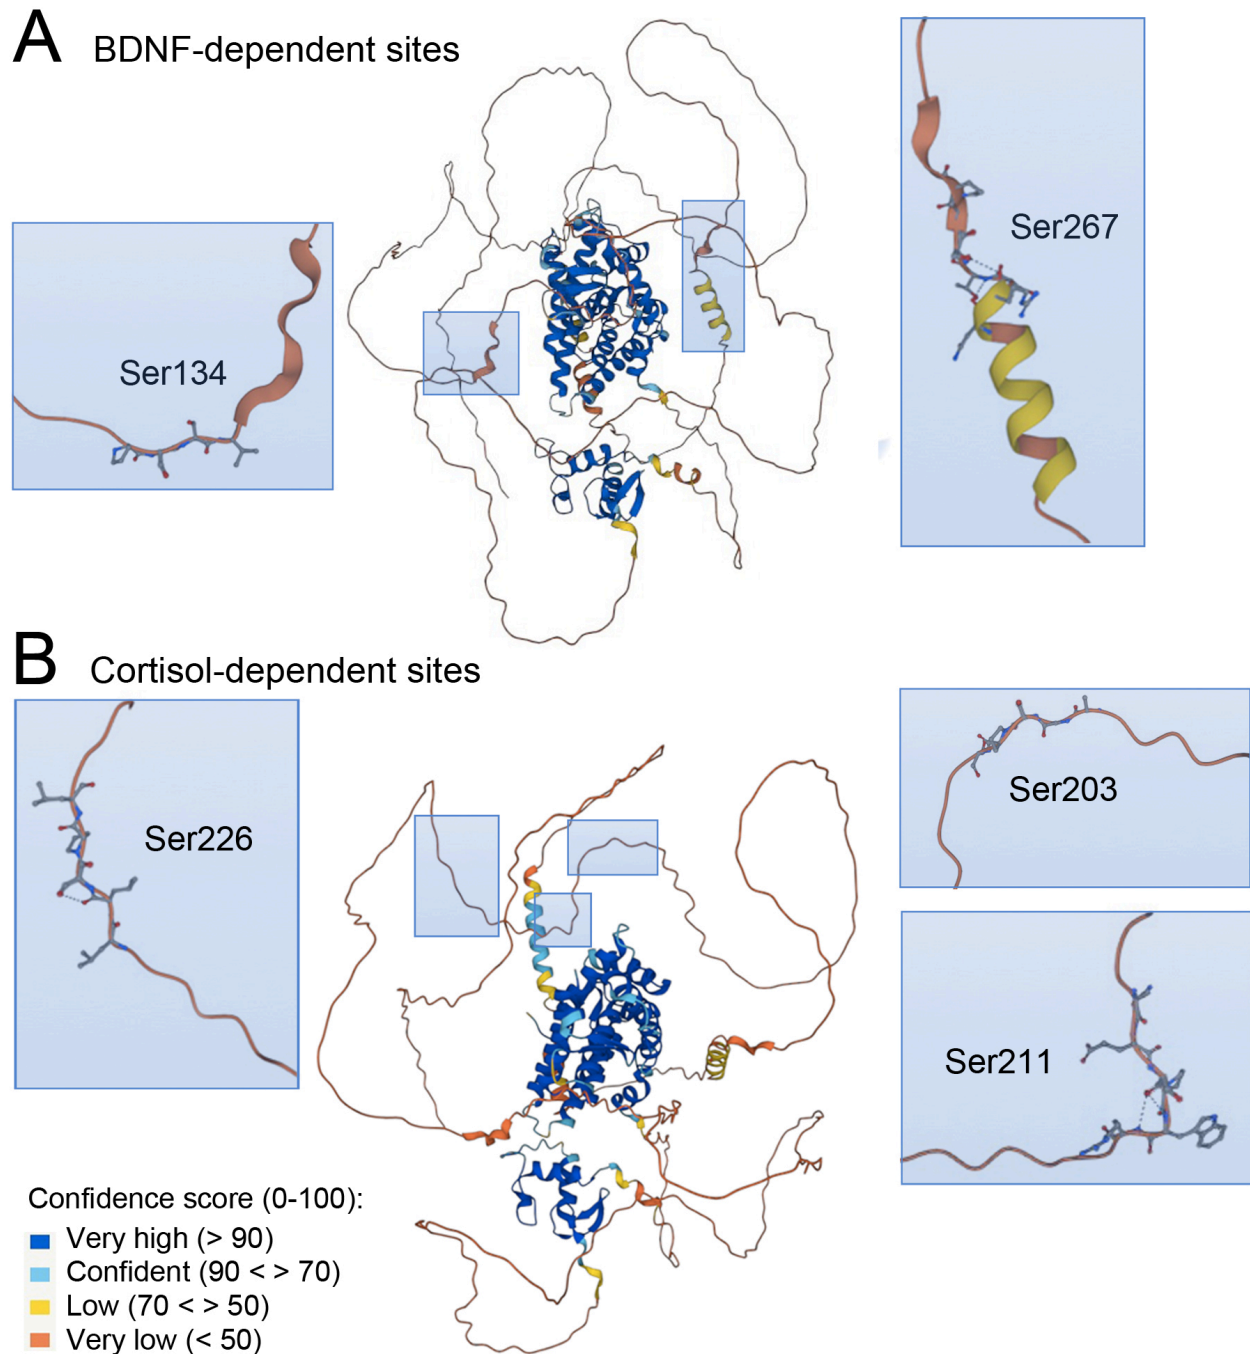 A BDNF-dependent sites
Ser267
Ser134
B Cortisol-dependent sites
Ser226
Ser203
Ser211
Confidence score (0-100):
Very high (> 90)
Confident (90 < > 70)
Low (70 < > 50)
Very low (< 50)